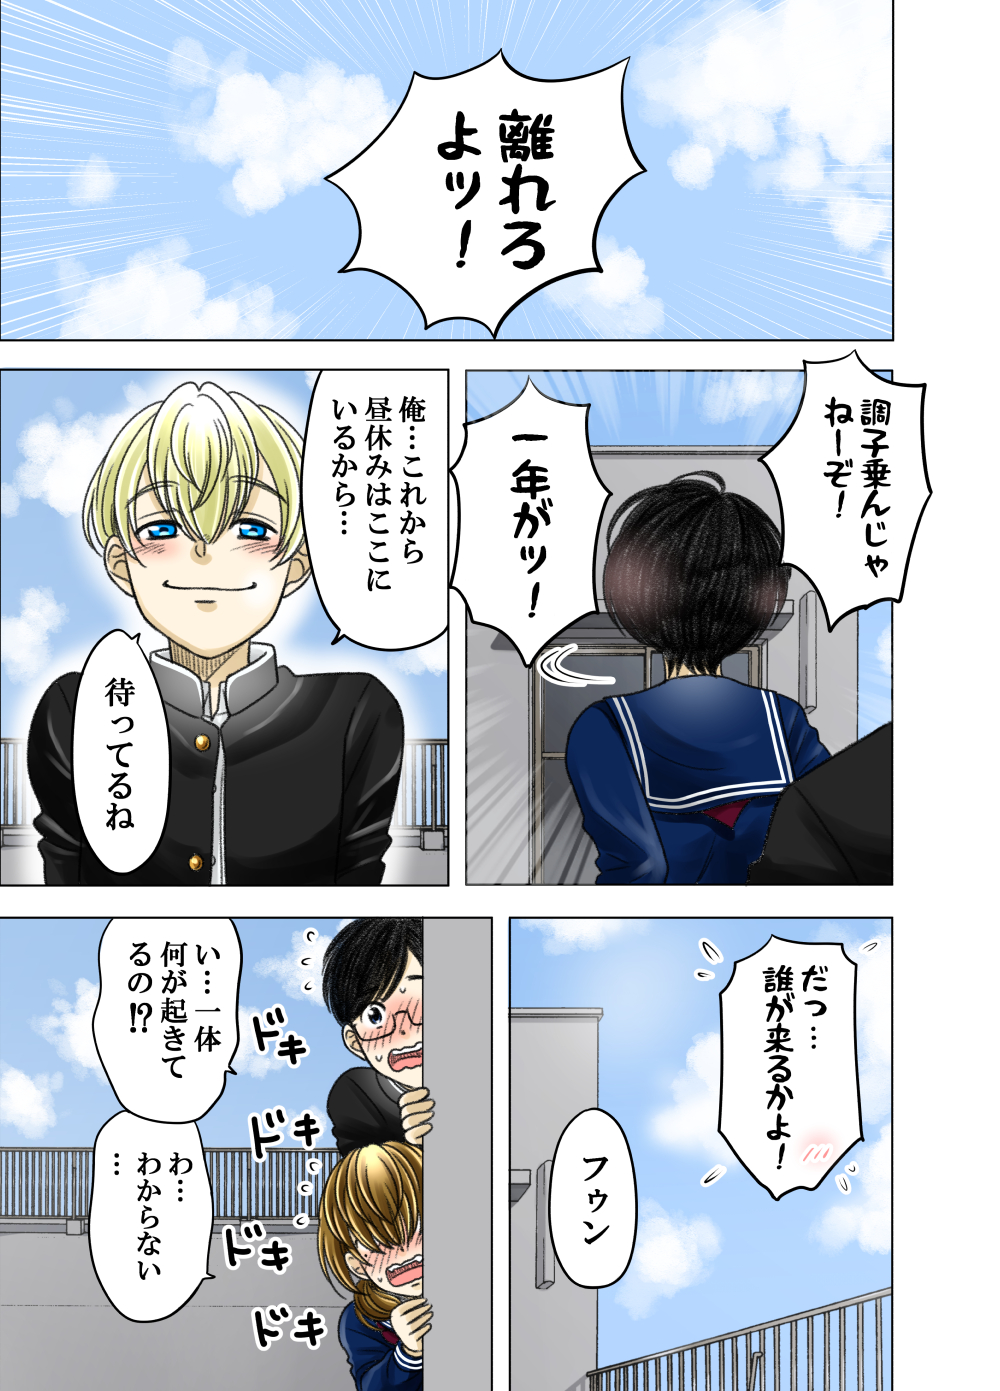 離れろ
よッ！
調子乗んじゃ
ねーぞ！
一年がッ！
俺…これから
昼休みはここに
いるから…
待ってるね
だっ…
誰が来るかよ！
フゥン
い…一体
何が起きて
るの⁉
わ…
わからない
…
ドキ
ドキ
ドキ
ドキ